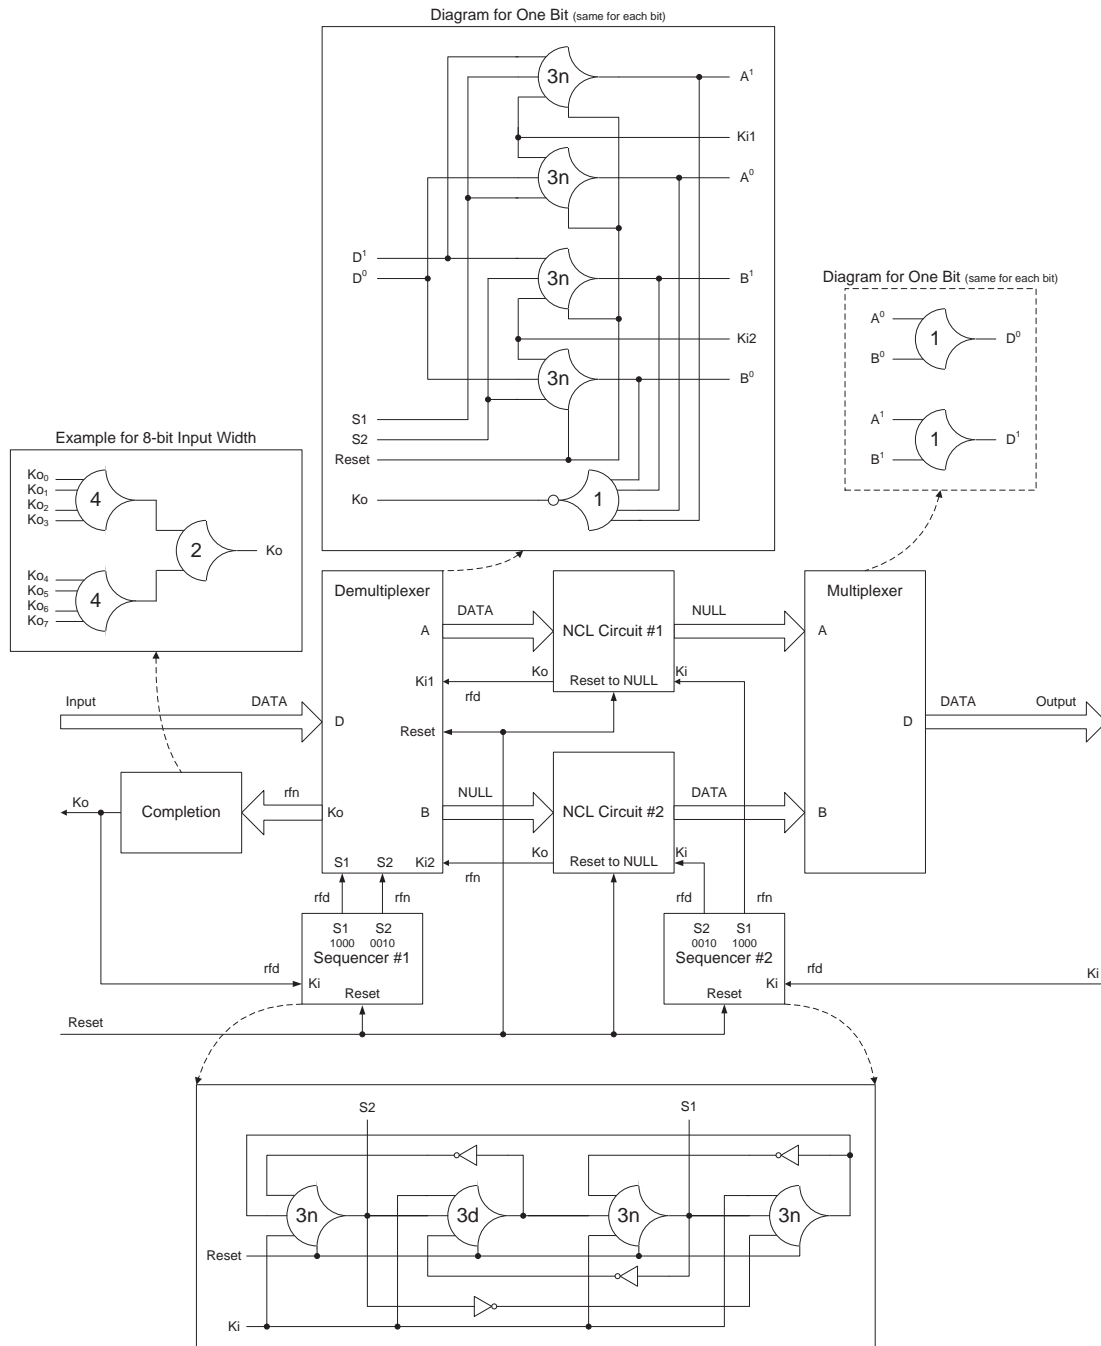 Diagram for One Bit (same for each bit)
3n
A¹
Ki1
3n
A⁰
D¹
D⁰
3n
B¹
Ki2
3n
B⁰
S1
S2
Reset
Ko
1
Diagram for One Bit (same for each bit)
A⁰
B⁰
1
D⁰
A¹
B¹
1
D¹
Example for 8-bit Input Width
Ko₀
Ko₁
Ko₂
Ko₃
4
2
Ko
Ko₄
Ko₅
Ko₆
Ko₇
4
Demultiplexer
A
Ki1
D
Reset
Ko
B
S1 S2 Ki2
DATA
NCL Circuit #1
Reset to NULL
Ko
rfd
Ki
NULL
Multiplexer
A
D
B
Input DATA
DATA Output
Ko
Completion
rfn
NULL
NCL Circuit #2
Reset to NULL
Ko
rfn
Ki
DATA
rfd rfn
S1 S2
1000 0010
Sequencer #1
Ki
Reset
rfd
rfd rfn
S2 S1
0010 1000
Sequencer #2
Ki
Reset
rfd
Ki
Reset
S2 S1
3n
3d
3n
3n
Reset
Ki